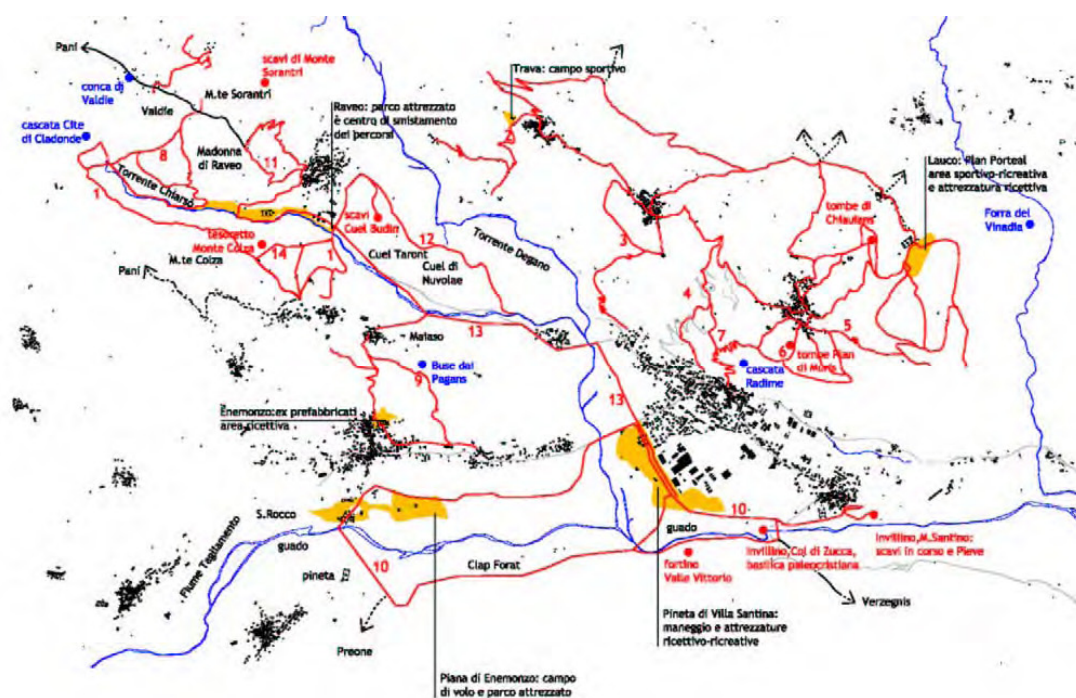 Pani
scavi di Monte
Sorantri
conca di
Valdie
Valdie
M.te Sorantri
cascata Cite
di Cladonde
Madonna
di Raveo
8
11
1
Torrente Chiarsò
Raveo: parco attrezzato
è centro di smistamento
dei percorsi
Trava: campo sportivo
tesoretto
Monte Colza
M.te Colza
14
1
scavi
Cuel Budin
Cuel Taront
12
Cuel di
Nuvolae
Torrente Degano
3
4
7
6
5
tombe di
Chiauians
Lauco: Plan Porteal
area sportivo-ricreativa
e attrezzatura ricettiva
Forra del
Vinadia
tombe Plan
di Muris
cascata
Radime
Pani
13
Maiaso
9
Buse dai
Pagans
13
Enemonzo:ex prefabbricati
area ricettiva
S.Rocco
guado
Fiume Tagliamento
pineta
10
Clap Forat
Preone
guado
10
fortino
Valle Vittorio
Invillino,Col di Zucca,
basilica paleocristiana
Invillino,M.Santino:
scavi in corso e Pieve
Verzegnis
Pineta di Villa Santina:
maneggio e attrezzature
ricettivo-ricreative
Piana di Enemonzo: campo
di volo e parco attrezzato